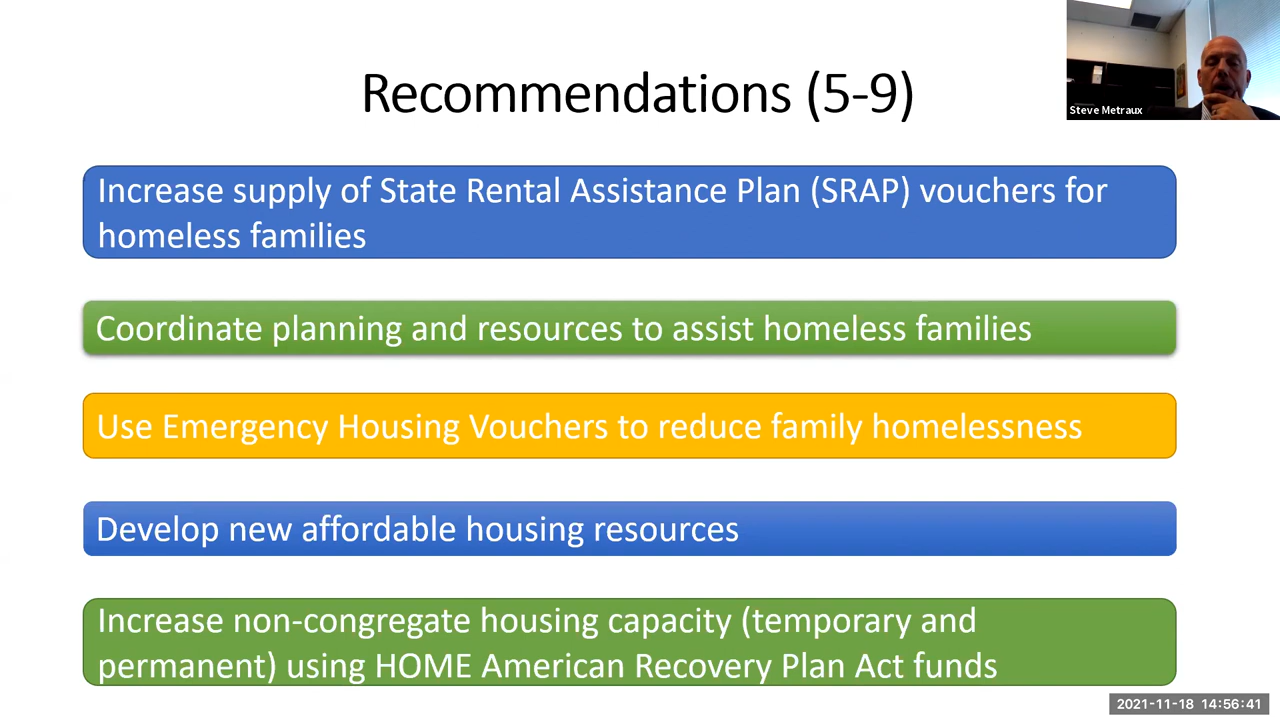 Recommendations (5-9)
Steve Metraux
Increase supply of State Rental Assistance Plan (SRAP) vouchers for
homeless families
Coordinate planning and resources to assist homeless families
Use Emergency Housing Vouchers to reduce family homelessness
Develop new affordable housing resources
Increase non-congregate housing capacity (temporary and
permanent) using HOME American Recovery Plan Act funds
2021-11-18 14:56:41